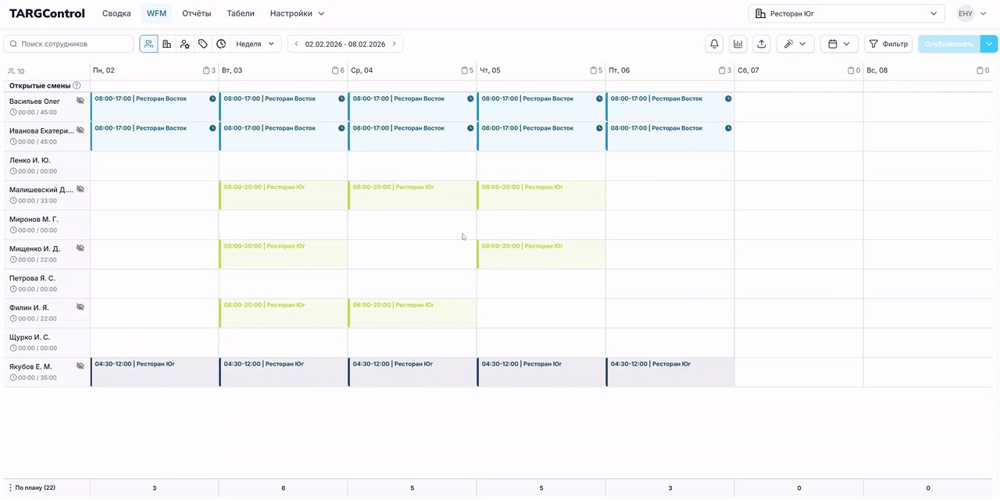 TARGControl Сводка WFM Отчёты Табели Настройки Ресторан Юг ЕНУ
Поиск сотрудников Неделя 02.02.2026 - 08.02.2026 Фильтр Опубликовать
10 Пн, 02 3 Вт, 03 6 Ср, 04 5 Чт, 05 5 Пт, 06 3 Сб, 07 0 Вс, 08 0
Открытые смены ?
Васильев Олег 08:00-17:00 | Ресторан Восток 08:00-17:00 | Ресторан Восток 08:00-17:00 | Ресторан Восток 08:00-17:00 | Ресторан Восток 08:00-17:00 | Ресторан Восток
00:00 / 45:00
Иванова Екатери... 08:00-17:00 | Ресторан Восток 08:00-17:00 | Ресторан Восток 08:00-17:00 | Ресторан Восток 08:00-17:00 | Ресторан Восток 08:00-17:00 | Ресторан Восток
00:00 / 45:00
Ленко И. Ю.
00:00 / 00:00
Малишевский Д.... 08:00-20:00 | Ресторан Юг 08:00-20:00 | Ресторан Юг 08:00-20:00 | Ресторан Юг
00:00 / 33:00
Миронов М. Г.
00:00 / 00:00
Мищенко И. Д. 08:00-20:00 | Ресторан Юг 08:00-20:00 | Ресторан Юг
00:00 / 22:00
Петрова Я. С.
00:00 / 00:00
Филин И. Я. 08:00-20:00 | Ресторан Юг 08:00-20:00 | Ресторан Юг
00:00 / 22:00
Щурко И. С.
00:00 / 00:00
Якубов Е. М. 04:30-12:00 | Ресторан Юг 04:30-12:00 | Ресторан Юг 04:30-12:00 | Ресторан Юг 04:30-12:00 | Ресторан Юг 04:30-12:00 | Ресторан Юг
00:00 / 35:00
По плану (22) 3 6 5 5 3 0 0